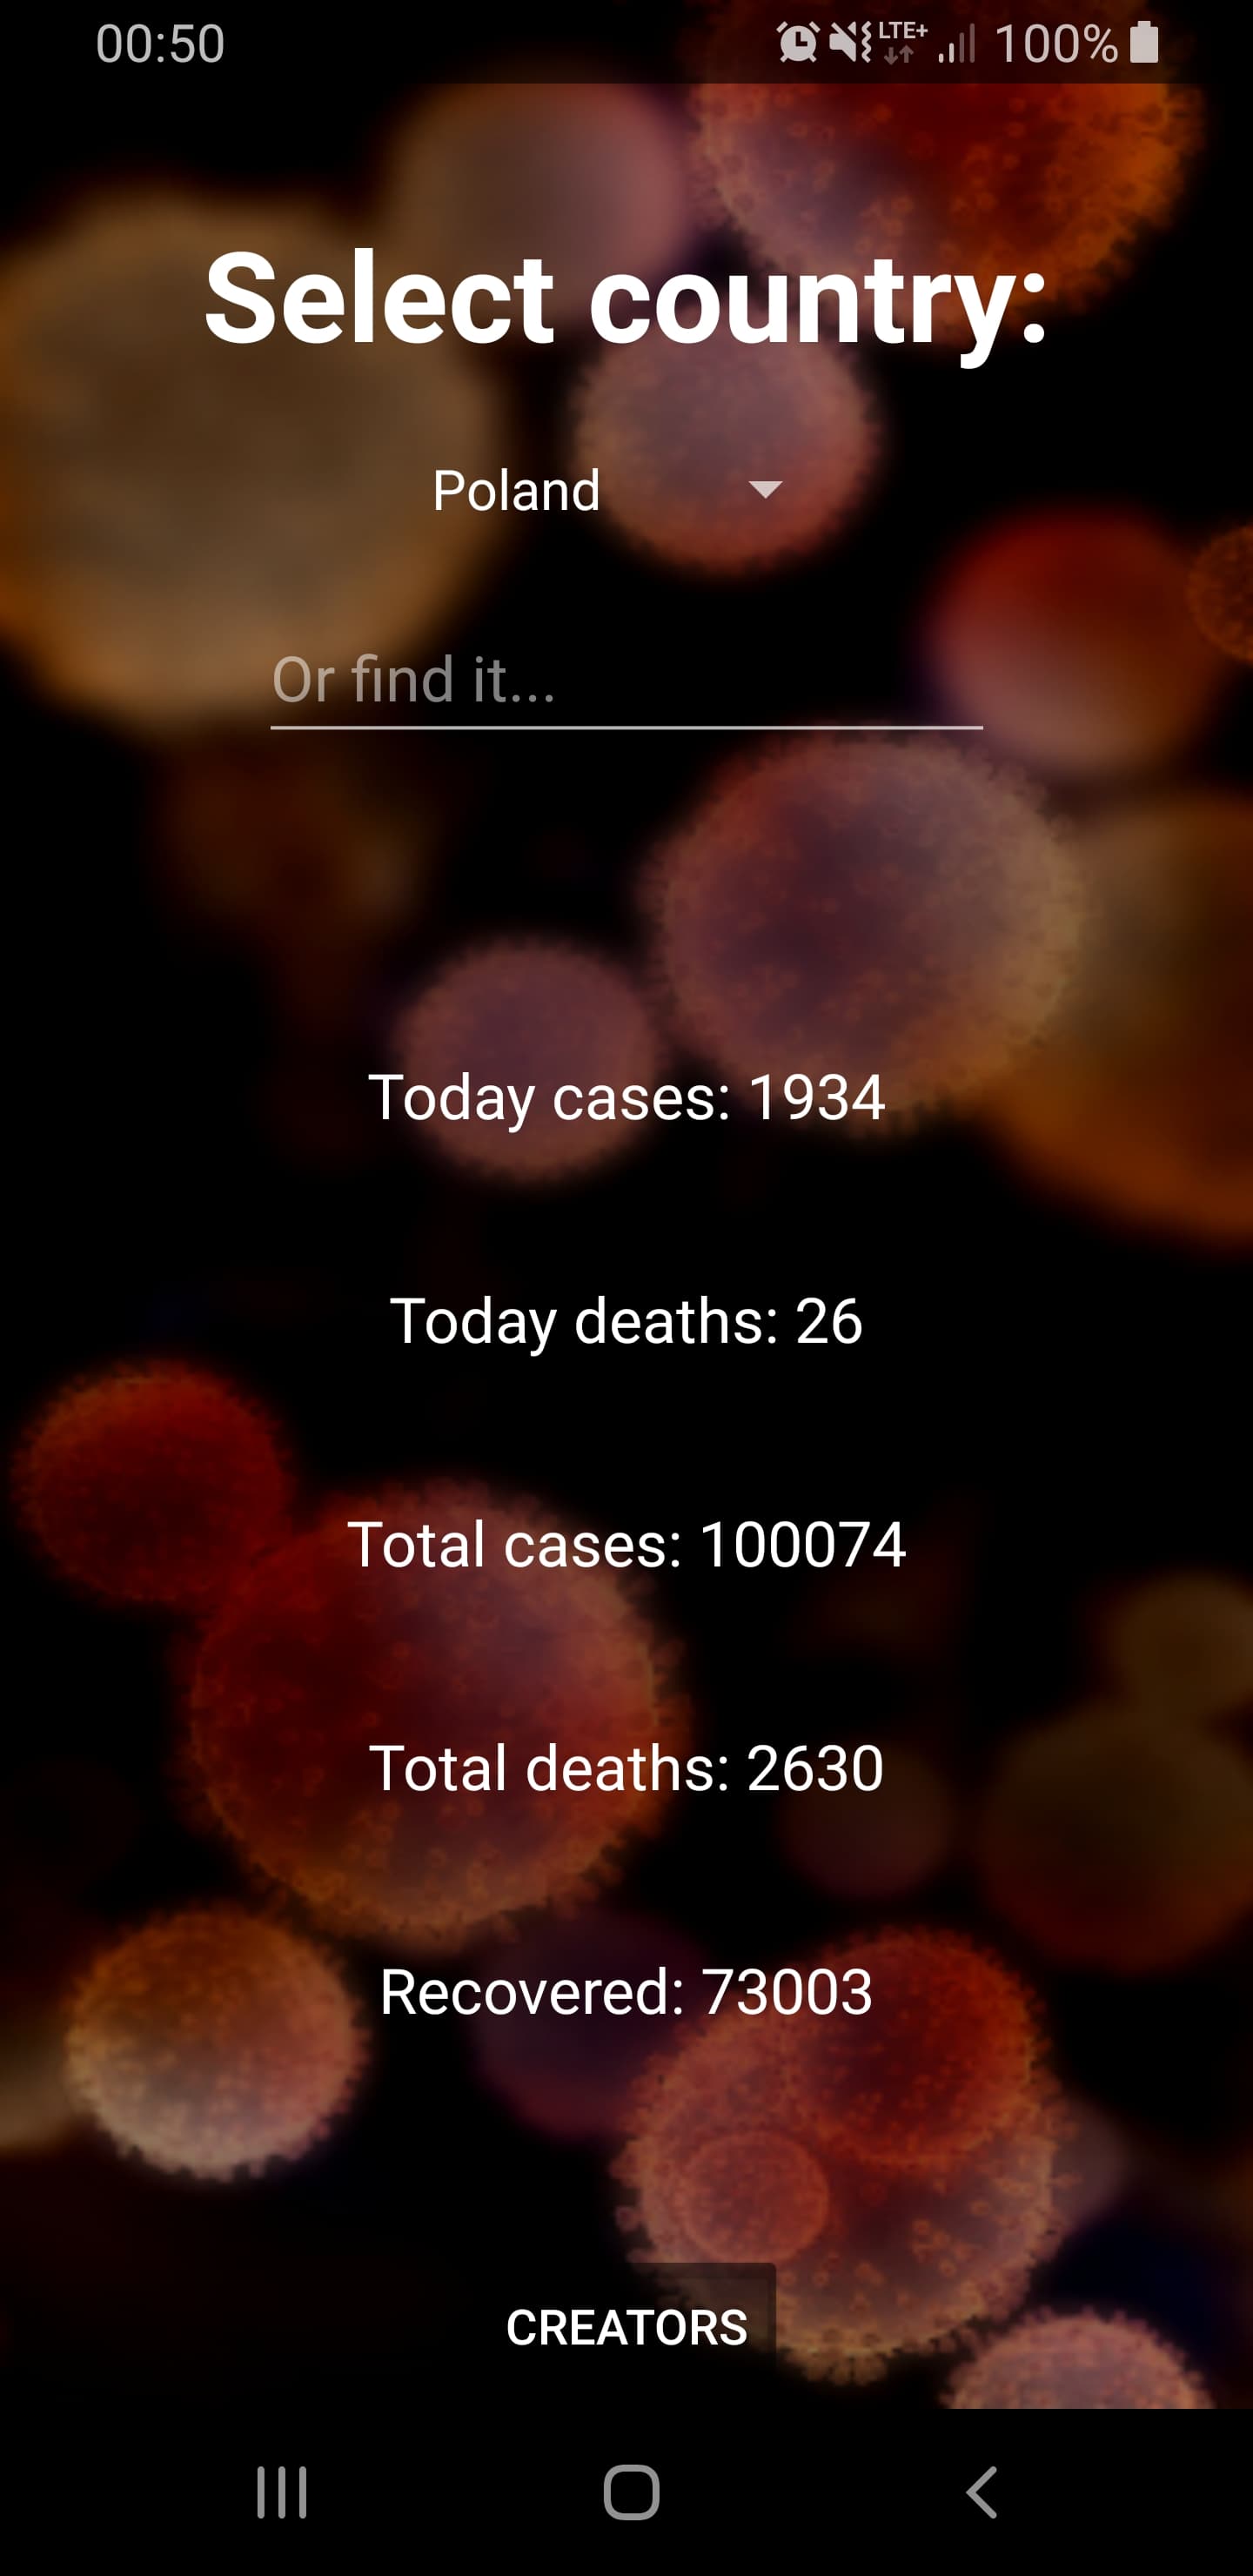 00:50 LTE+ 100%
Select country:
Poland
Or find it...
Today cases: 1934
Today deaths: 26
Total cases: 100074
Total deaths: 2630
Recovered: 73003
CREATORS